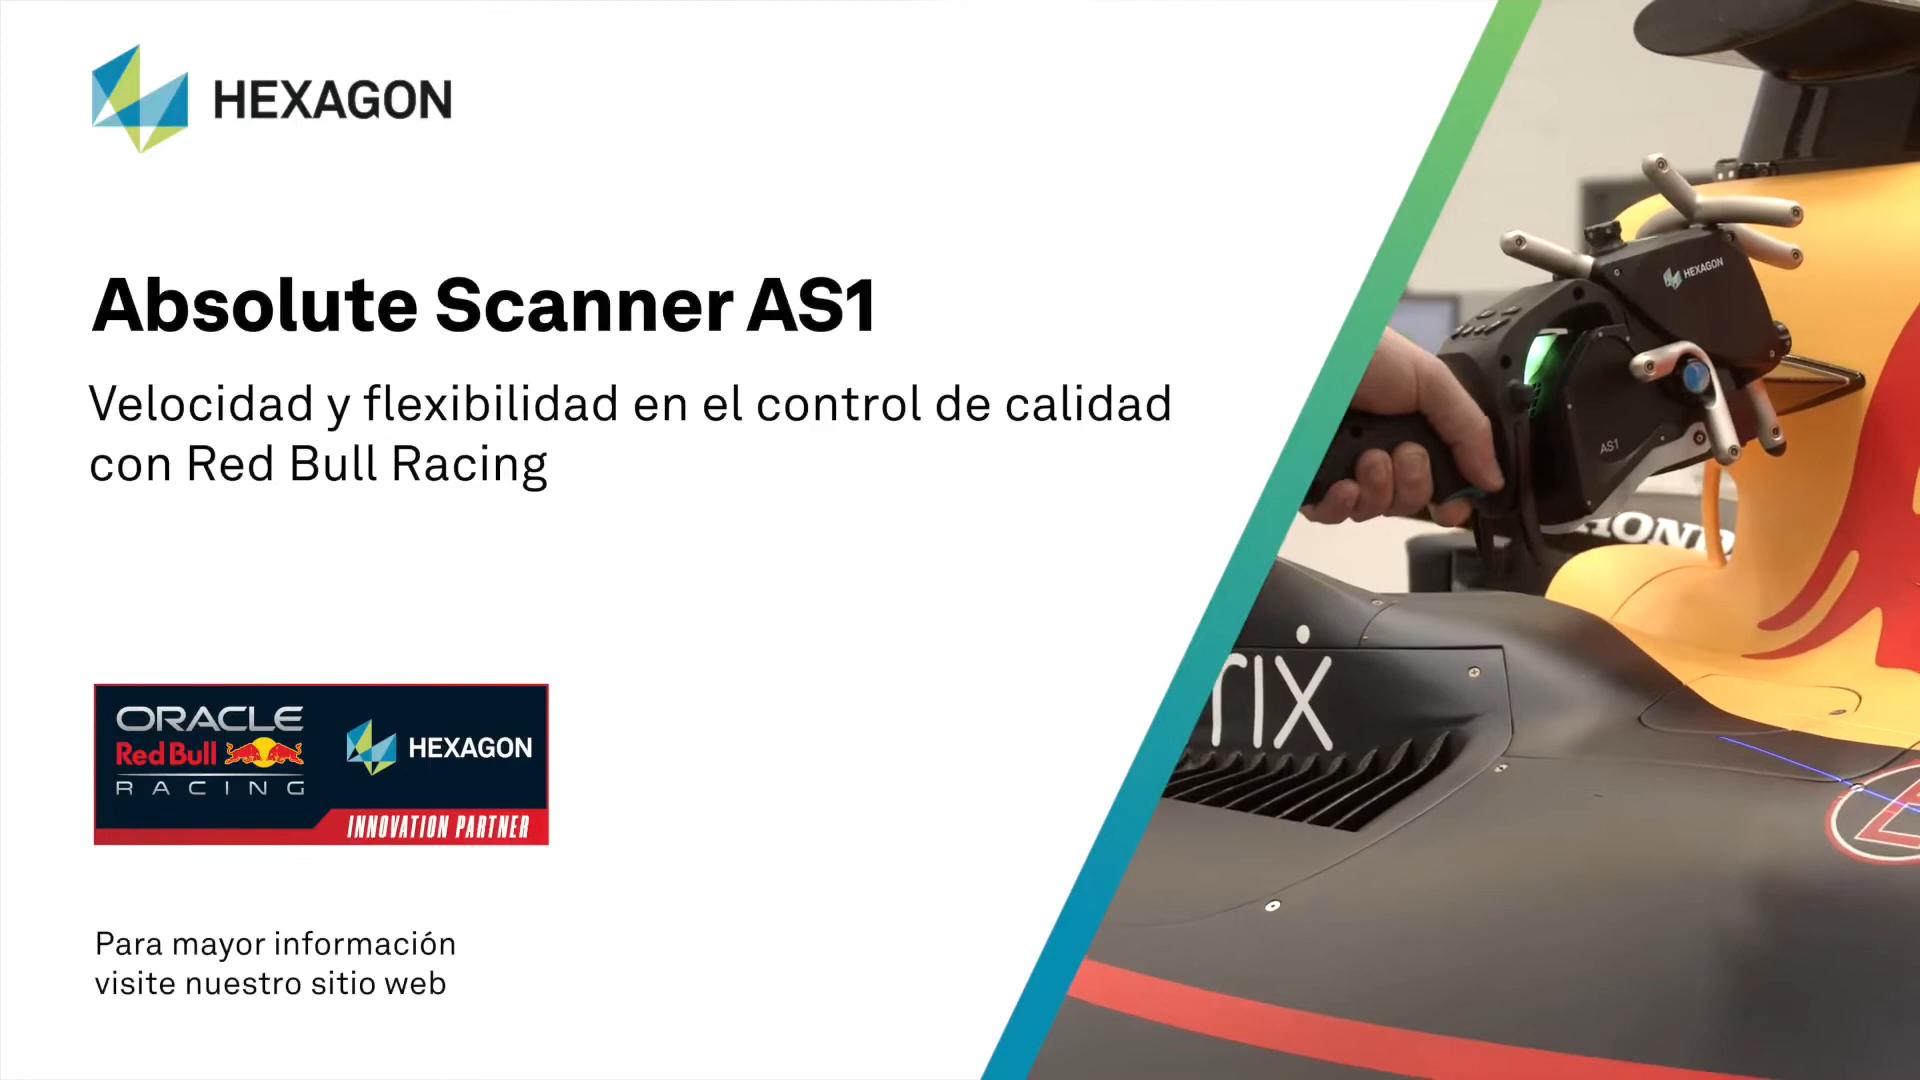 HEXAGON
Absolute Scanner AS1
Velocidad y flexibilidad en el control de calidad
con Red Bull Racing
ORACLE
Red Bull
RACING
HEXAGON
INNOVATION PARTNER
Para mayor información
visite nuestro sitio web
HEXAGON
AS1
HOND
rix